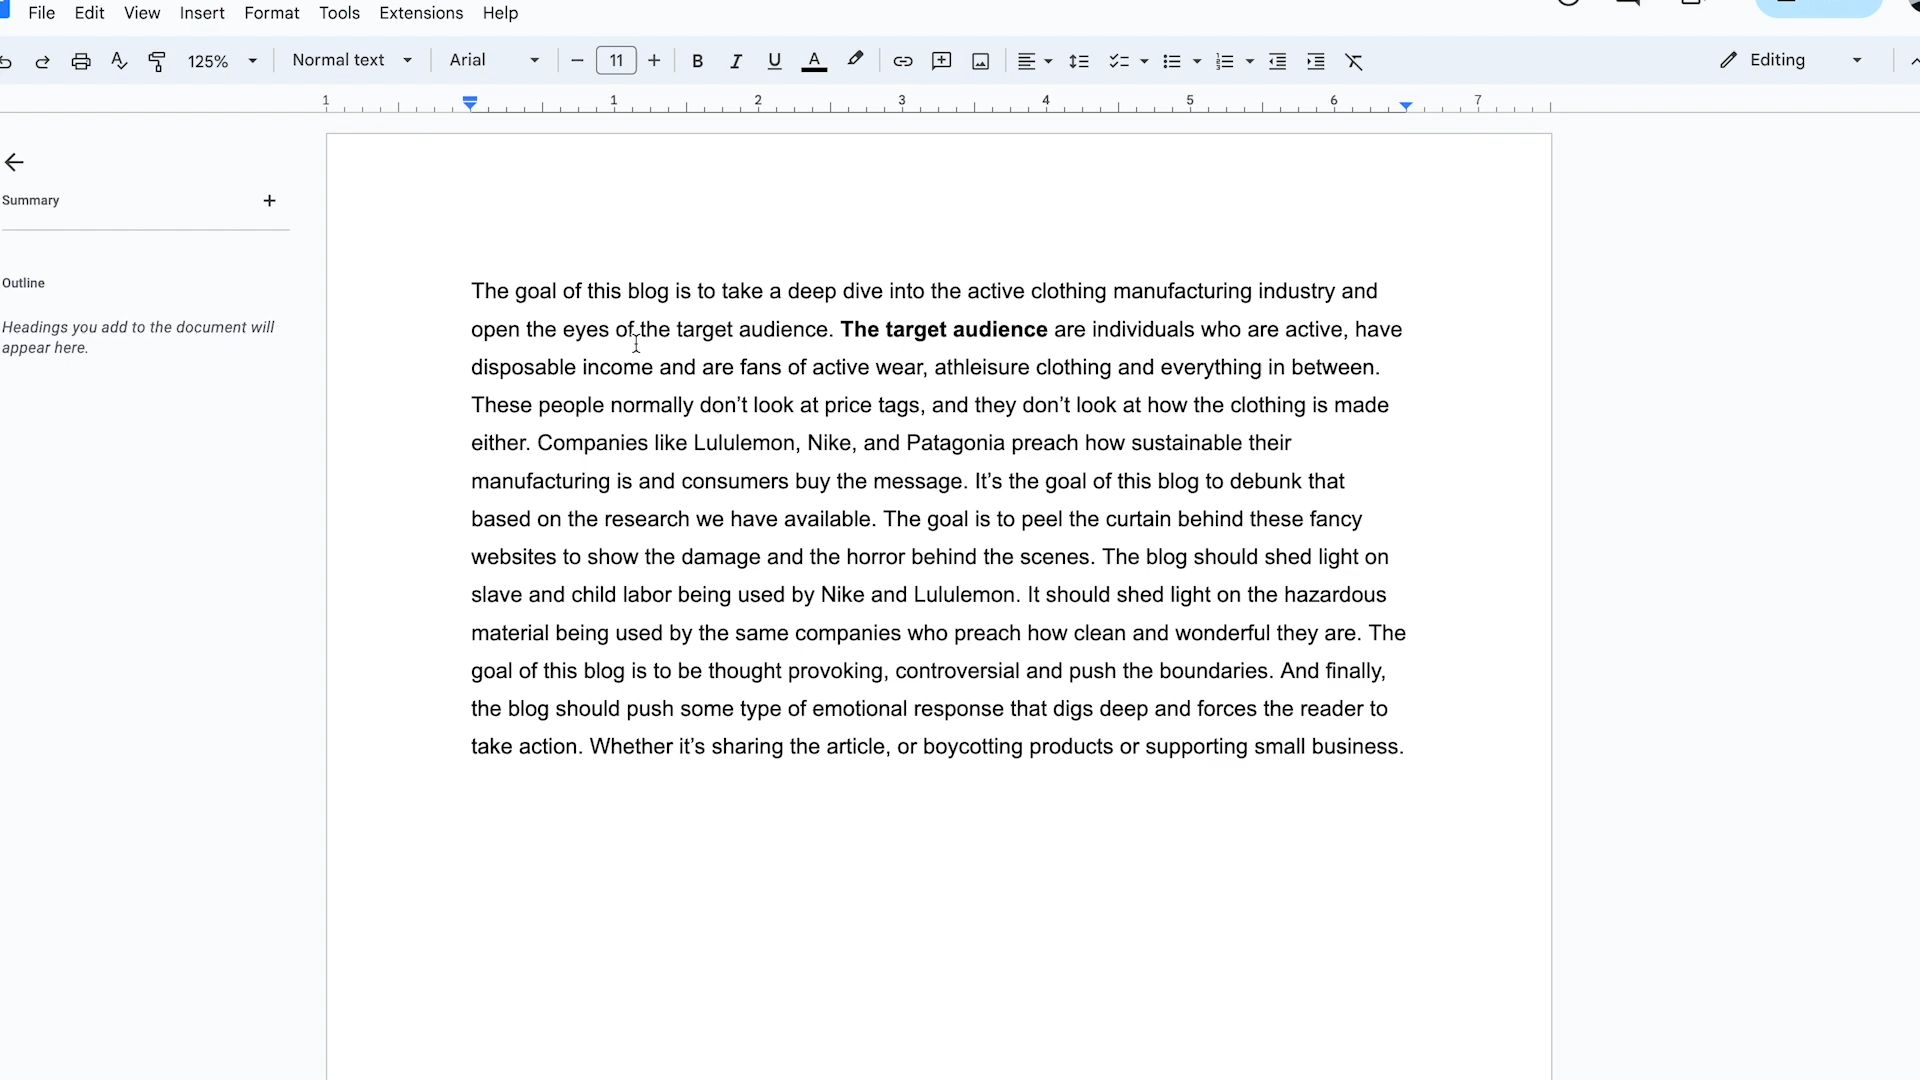 File Edit View Insert Format Tools Extensions Help
125% Normal text Arial 11 B I U A Editing
1 1 2 3 4 5 6 7
Summary
Outline
Headings you add to the document will
appear here.
The goal of this blog is to take a deep dive into the active clothing manufacturing industry and
open the eyes of the target audience. The target audience are individuals who are active, have
disposable income and are fans of active wear, athleisure clothing and everything in between.
These people normally don’t look at price tags, and they don’t look at how the clothing is made
either. Companies like Lululemon, Nike, and Patagonia preach how sustainable their
manufacturing is and consumers buy the message. It’s the goal of this blog to debunk that
based on the research we have available. The goal is to peel the curtain behind these fancy
websites to show the damage and the horror behind the scenes. The blog should shed light on
slave and child labor being used by Nike and Lululemon. It should shed light on the hazardous
material being used by the same companies who preach how clean and wonderful they are. The
goal of this blog is to be thought provoking, controversial and push the boundaries. And finally,
the blog should push some type of emotional response that digs deep and forces the reader to
take action. Whether it’s sharing the article, or boycotting products or supporting small business.